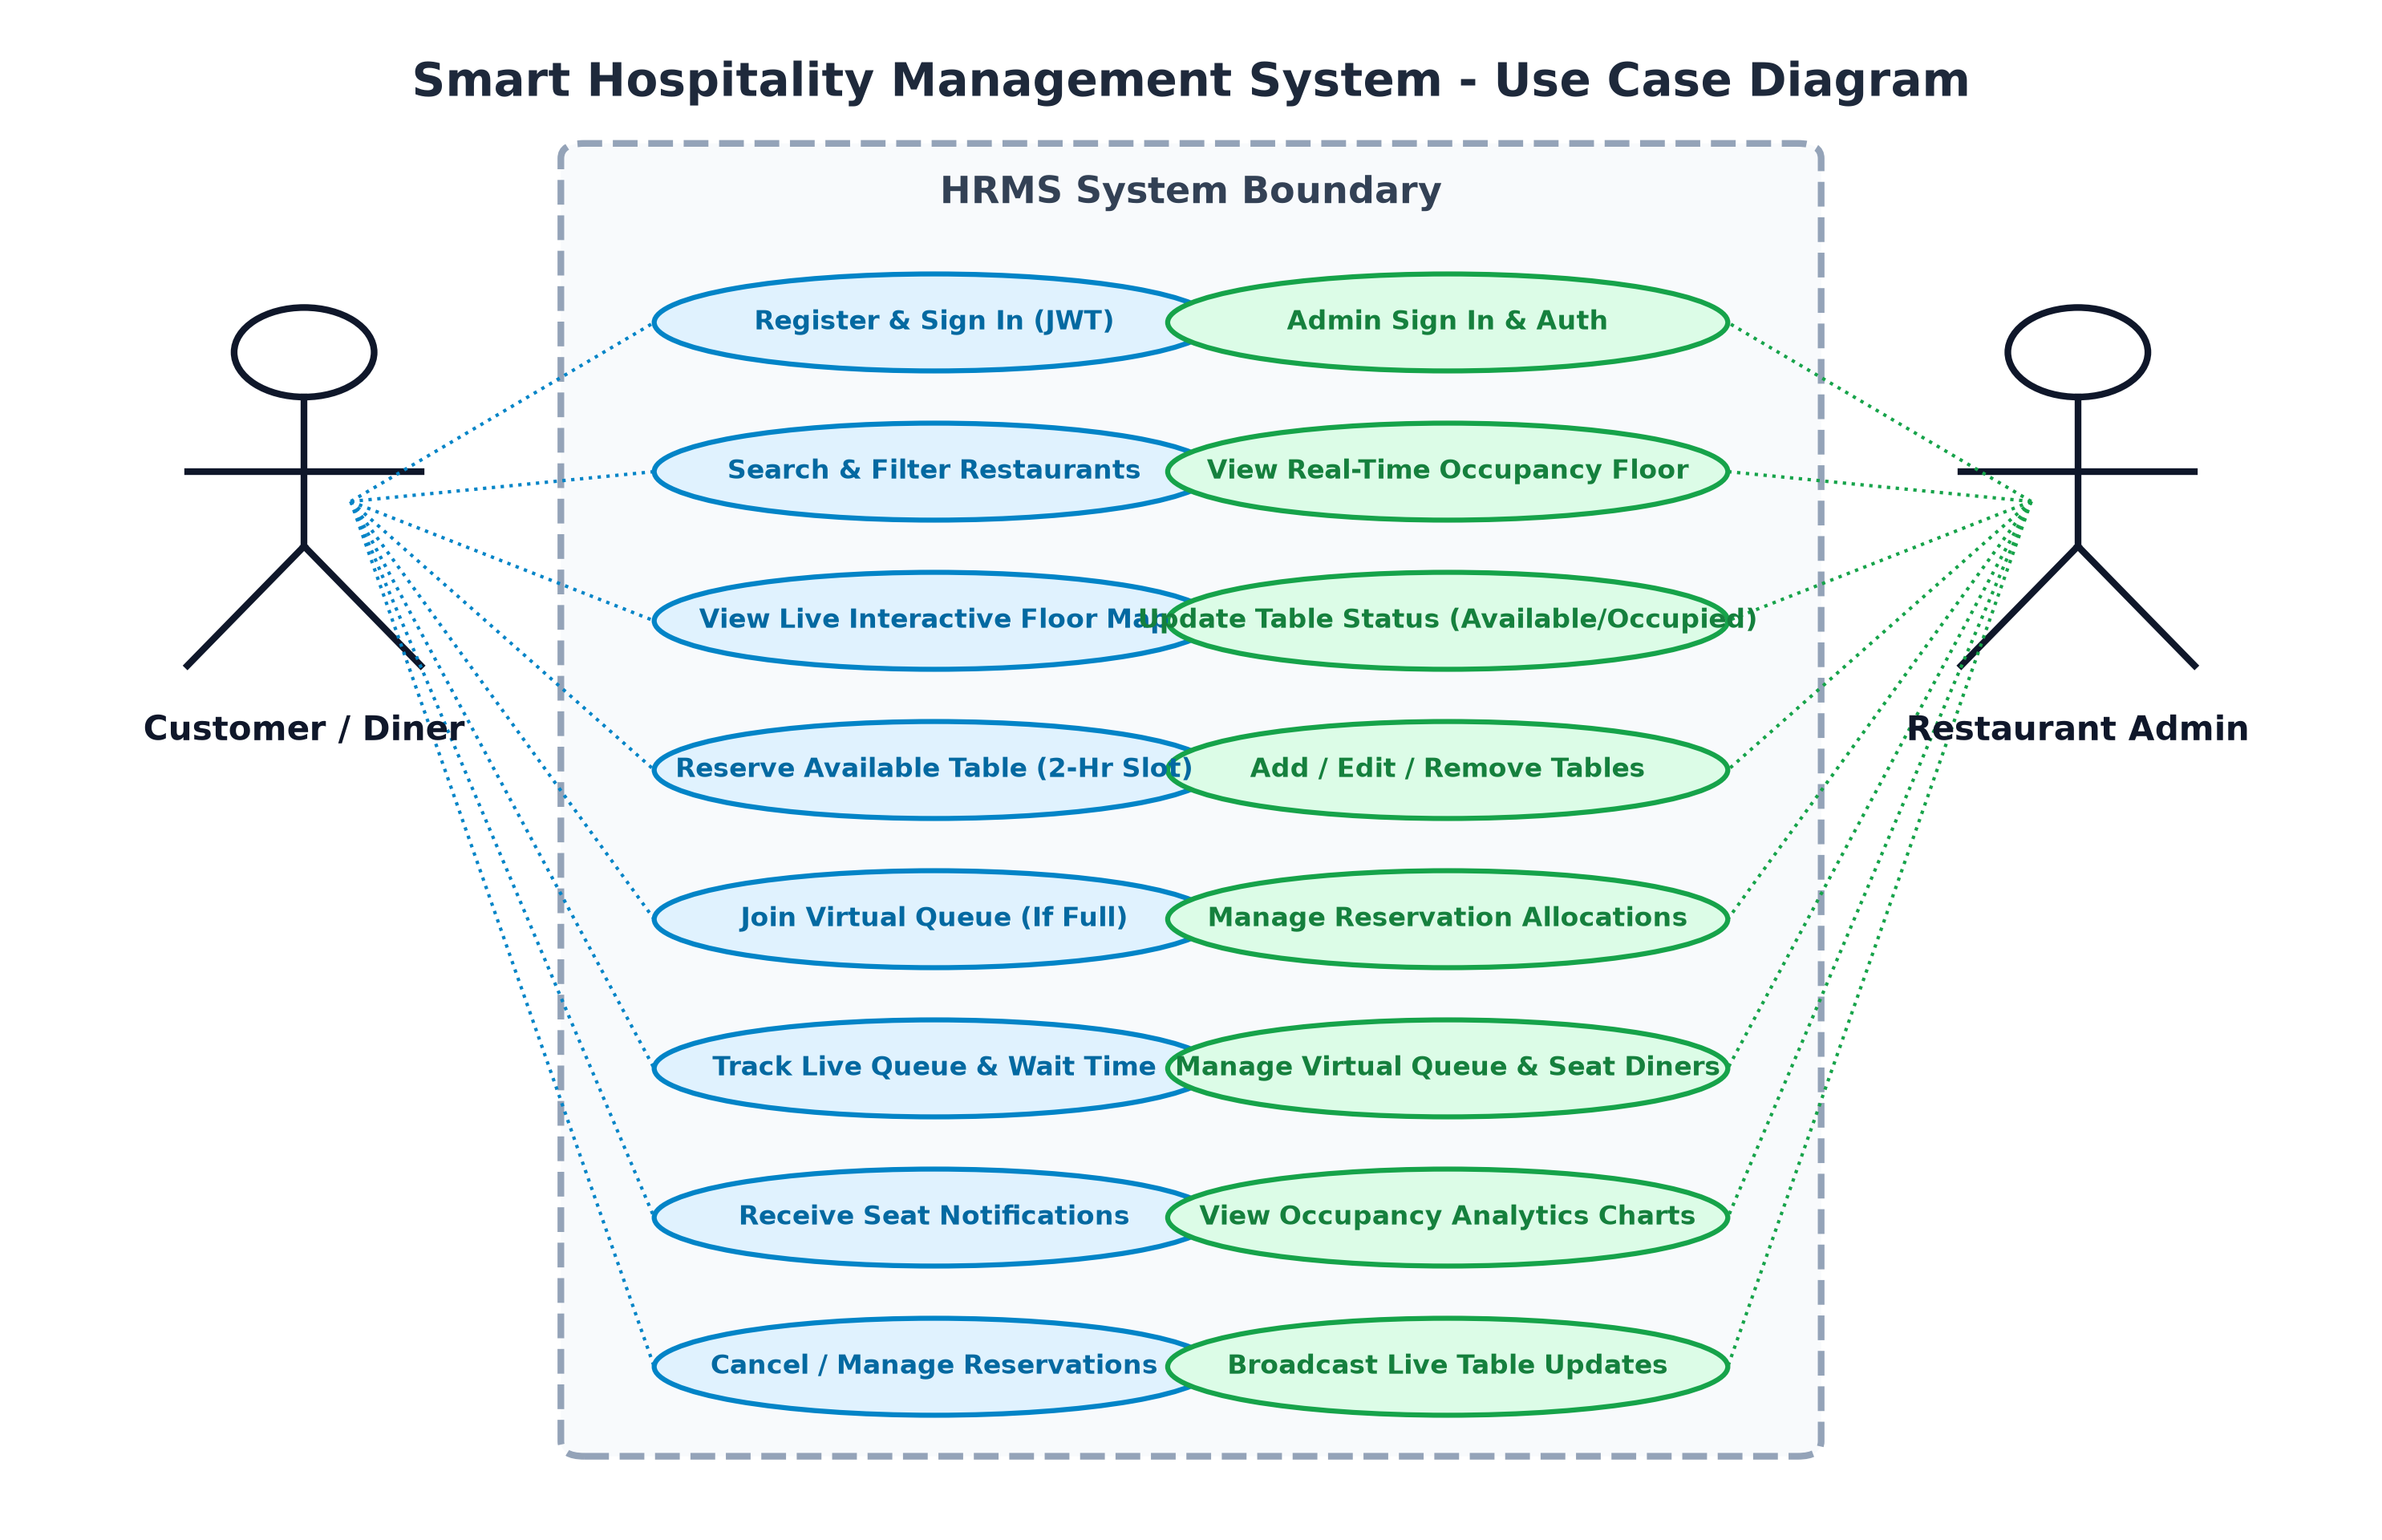 Smart Hospitality Management System - Use Case Diagram
HRMS System Boundary
Register & Sign In (JWT)
Admin Sign In & Auth
Search & Filter Restaurants
View Real-Time Occupancy Floor
View Live Interactive Floor Map
Update Table Status (Available/Occupied)
Customer / Diner
Restaurant Admin
Reserve Available Table (2-Hr Slot)
Add / Edit / Remove Tables
Join Virtual Queue (If Full)
Manage Reservation Allocations
Track Live Queue & Wait Time
Manage Virtual Queue & Seat Diners
Receive Seat Notifications
View Occupancy Analytics Charts
Cancel / Manage Reservations
Broadcast Live Table Updates